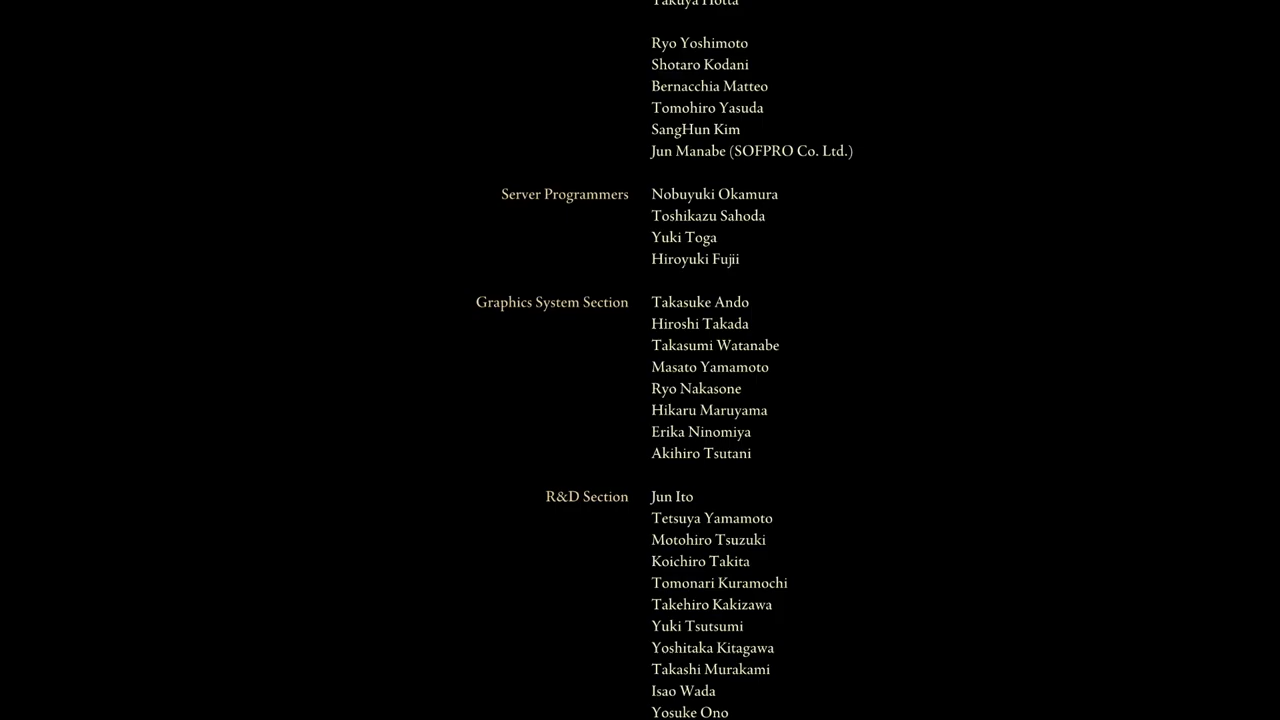 Takuya Hotta
Ryo Yoshimoto
Shotaro Kodani
Bernacchia Matteo
Tomohiro Yasuda
SangHun Kim
Jun Manabe (SOFPRO Co. Ltd.)
Server Programmers Nobuyuki Okamura
Toshikazu Sahoda
Yuki Toga
Hiroyuki Fujii
Graphics System Section Takasuke Ando
Hiroshi Takada
Takasumi Watanabe
Masato Yamamoto
Ryo Nakasone
Hikaru Maruyama
Erika Ninomiya
Akihiro Tsutani
R&D Section Jun Ito
Tetsuya Yamamoto
Motohiro Tsuzuki
Koichiro Takita
Tomonari Kuramochi
Takehiro Kakizawa
Yuki Tsutsumi
Yoshitaka Kitagawa
Takashi Murakami
Isao Wada
Yosuke Ono